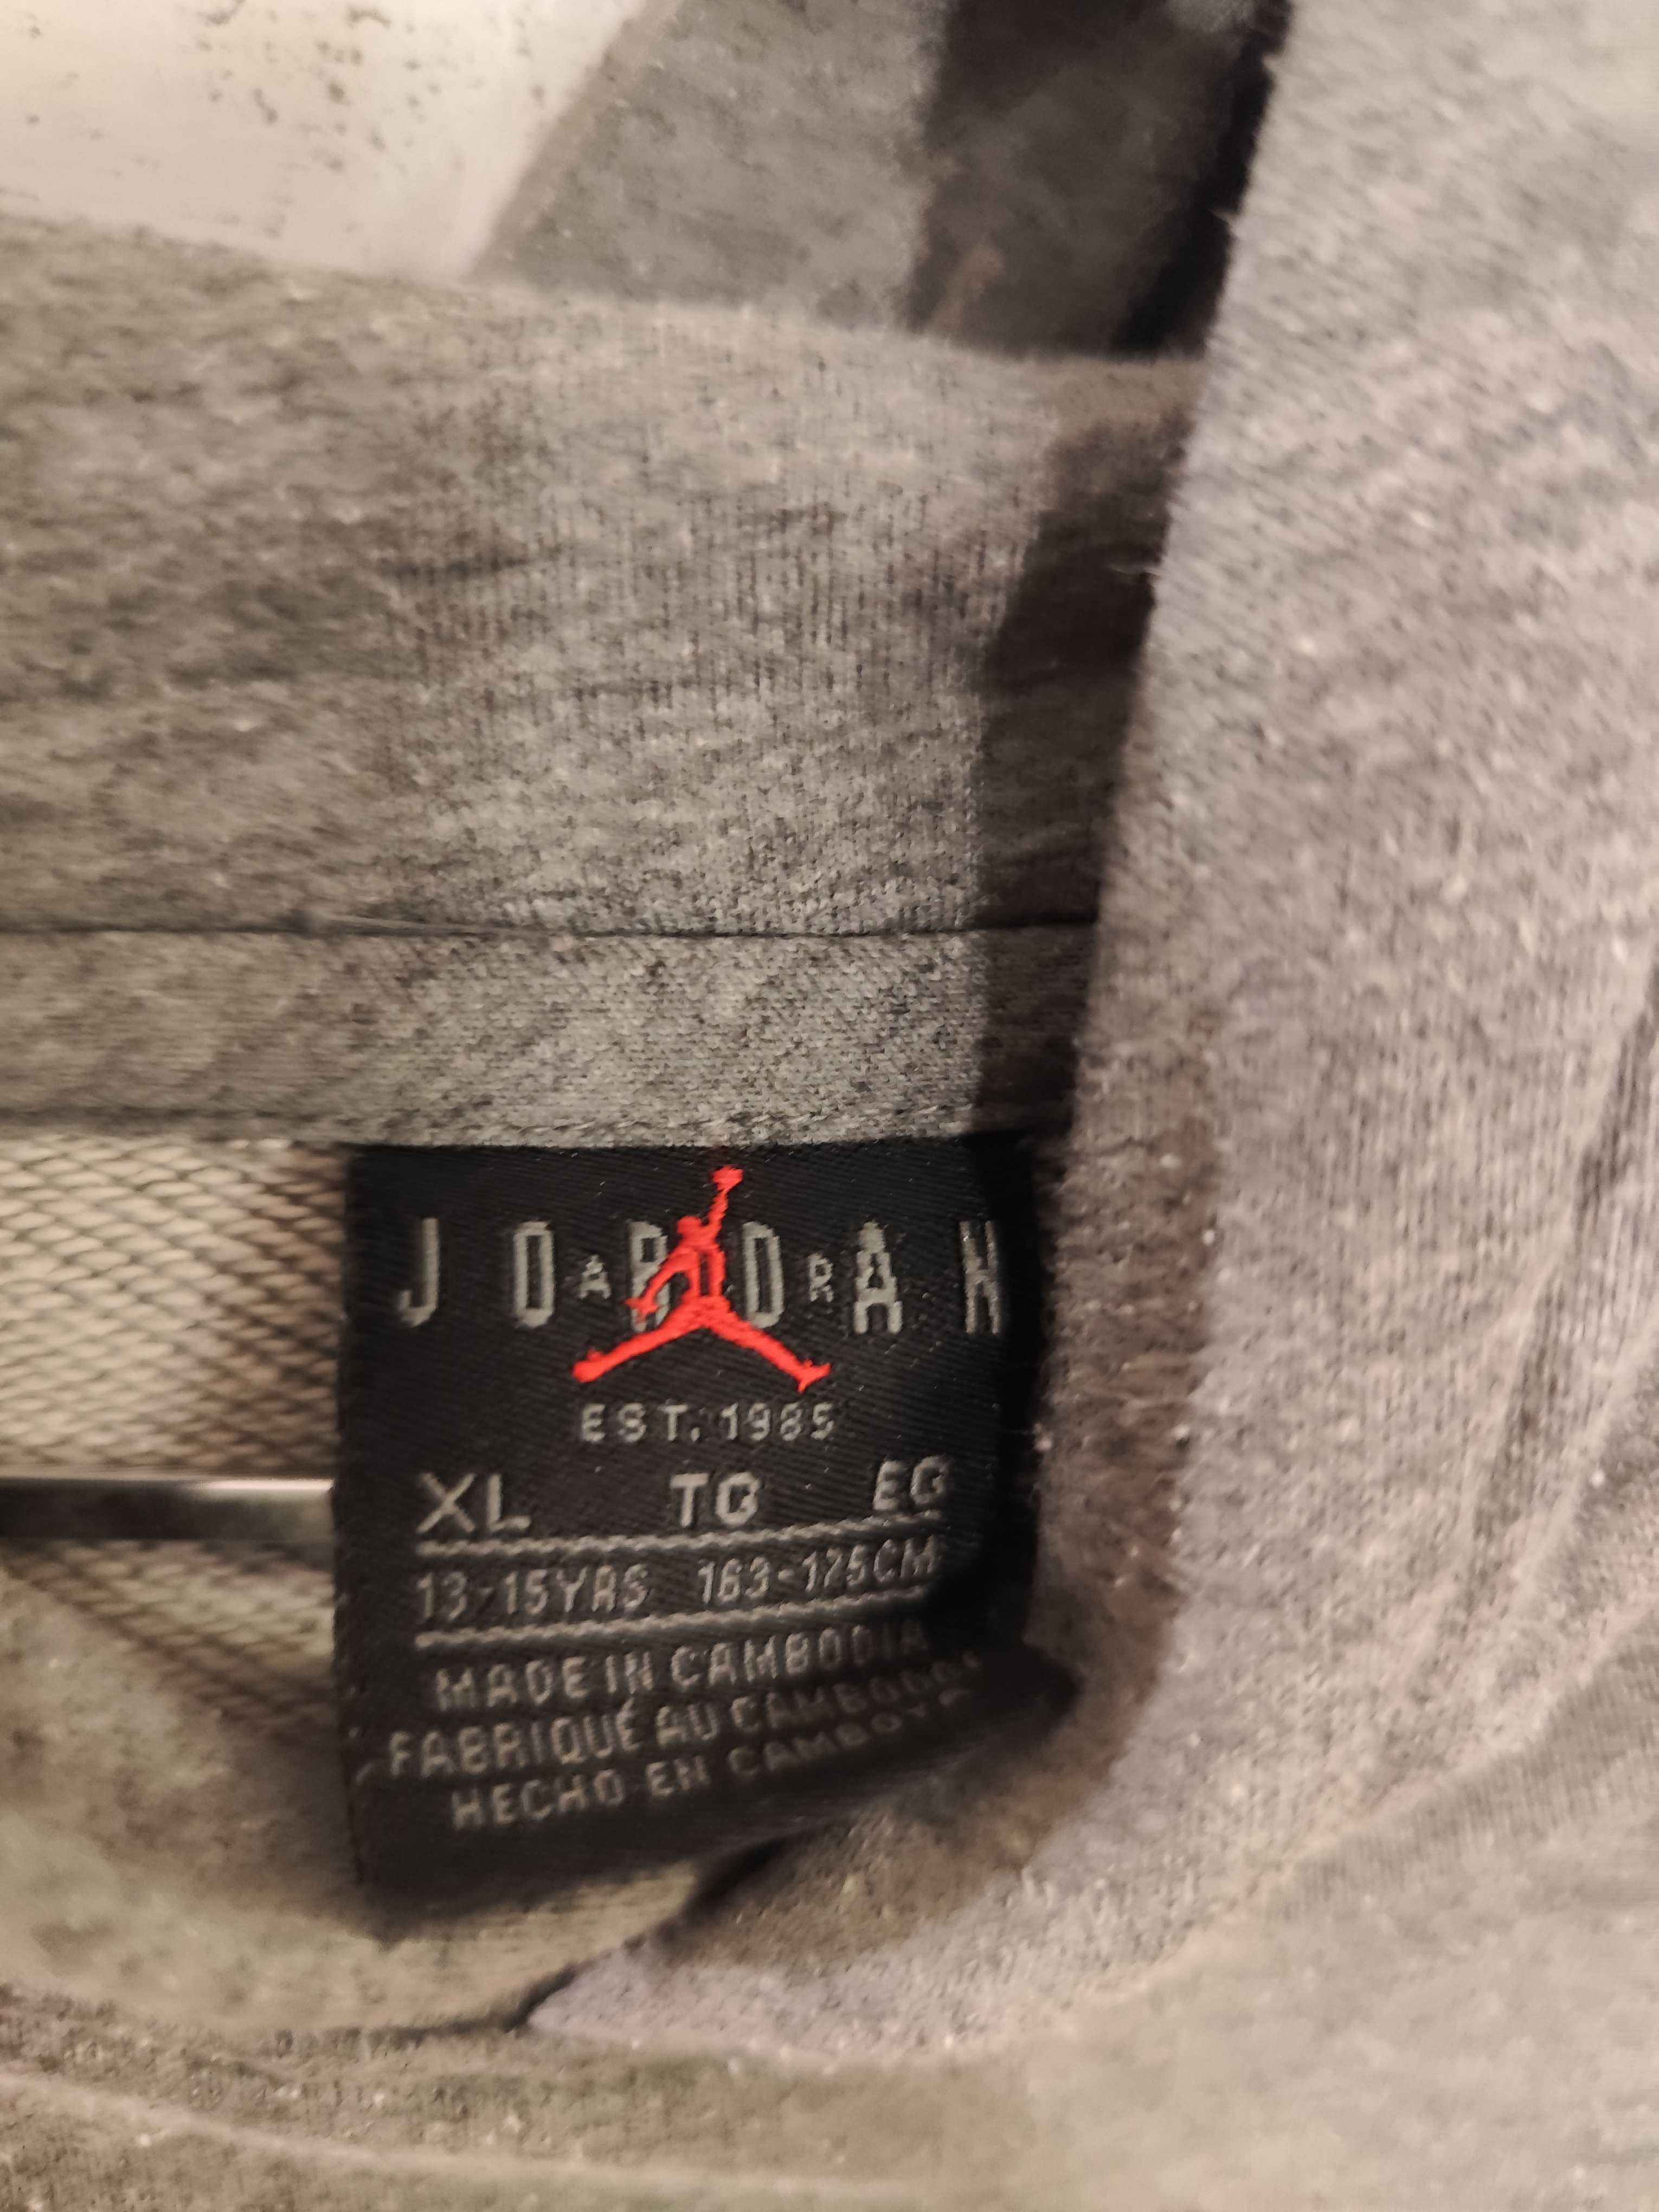 JORDAN
AIR
EST. 1985
XL TG EG
13-15YRS 163-175CM
MADE IN CAMBODIA
FABRIQUÉ AU CAMBODGE
HECHO EN CAMBOYA